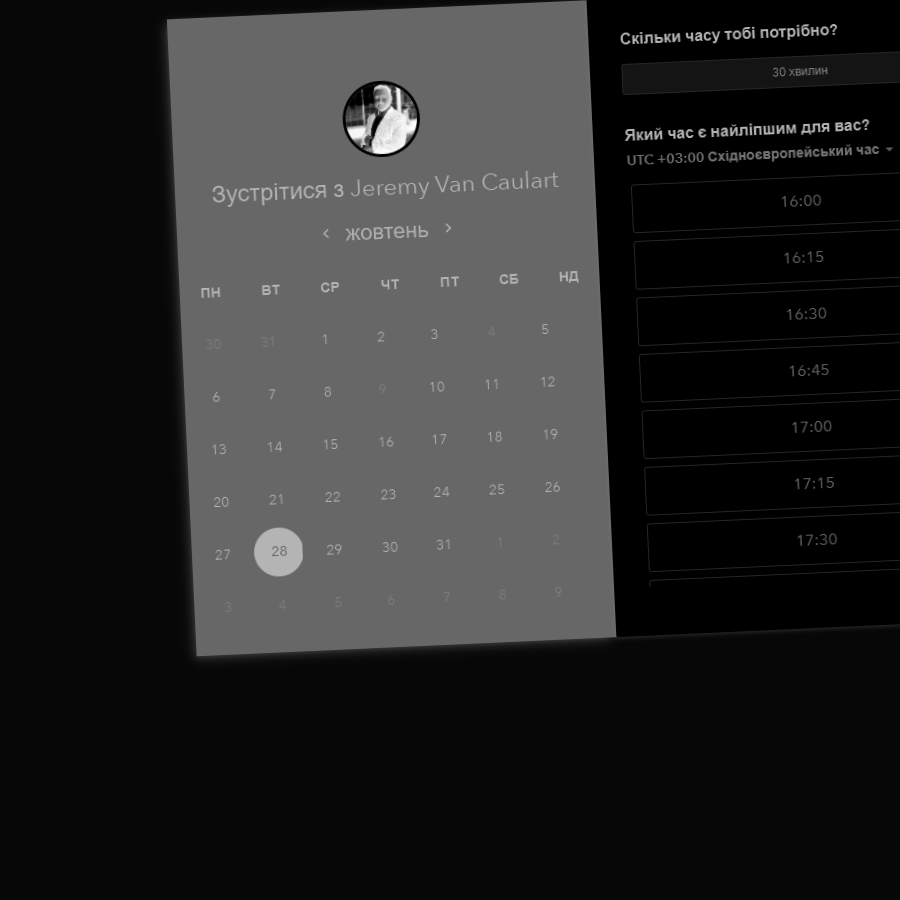 Зустрітися з Jeremy Van Caulart
жовтень
ПН ВТ СР ЧТ ПТ СБ НД
30 31 1 2 3 4 5
6 7 8 9 10 11 12
13 14 15 16 17 18 19
20 21 22 23 24 25 26
27 28 29 30 31 1 2
3 4 5 6 7 8 9
Скільки часу тобі потрібно?
30 хвилин
Який час є найліпшим для вас?
UTC +03:00 Східноєвропейський час
16:00
16:15
16:30
16:45
17:00
17:15
17:30